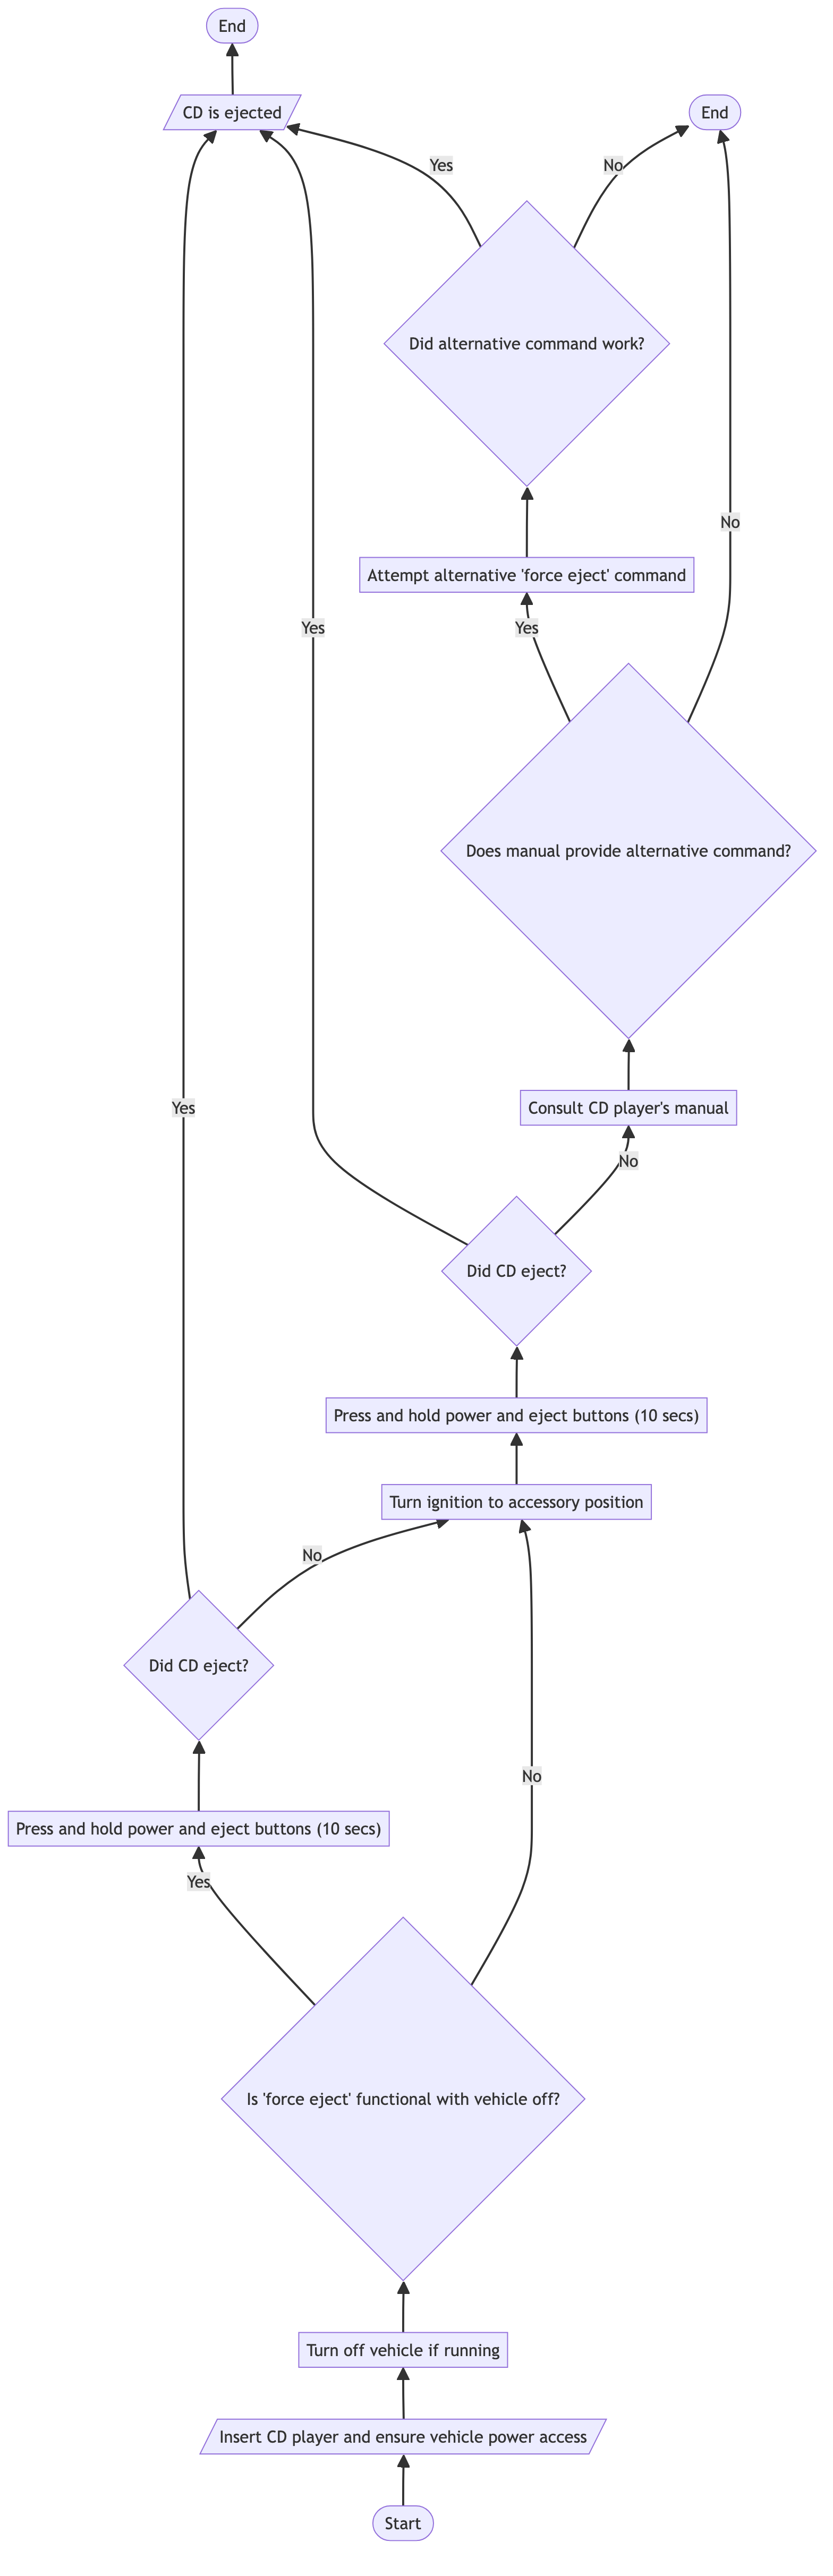 End
CD is ejected
End
Yes
No
Did alternative command work?
No
Attempt alternative 'force eject' command
Yes
Yes
Does manual provide alternative command?
Consult CD player's manual
Yes
No
Did CD eject?
Press and hold power and eject buttons (10 secs)
Turn ignition to accessory position
No
Did CD eject?
No
Press and hold power and eject buttons (10 secs)
Yes
Is 'force eject' functional with vehicle off?
Turn off vehicle if running
Insert CD player and ensure vehicle power access
Start